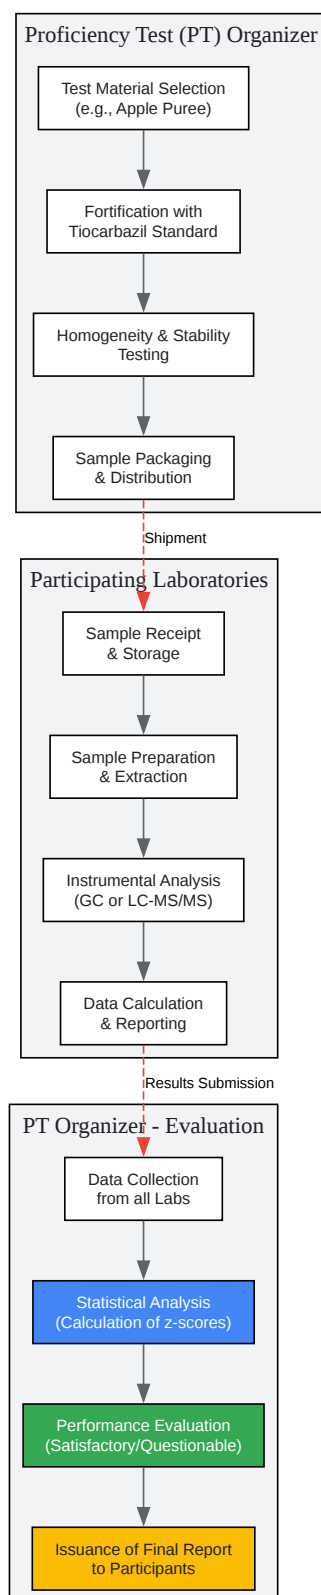 Proficiency Test (PT) Organizer
Test Material Selection
(e.g., Apple Puree)
Fortification with
Tiocarbazil Standard
Homogeneity & Stability
Testing
Sample Packaging
& Distribution
Shipment
Participating Laboratories
Sample Receipt
& Storage
Sample Preparation
& Extraction
Instrumental Analysis
(GC or LC-MS/MS)
Data Calculation
& Reporting
Results Submission
PT Organizer - Evaluation
Data Collection
from all Labs
Statistical Analysis
(Calculation of z-scores)
Performance Evaluation
(Satisfactory/Questionable)
Issuance of Final Report
to Participants